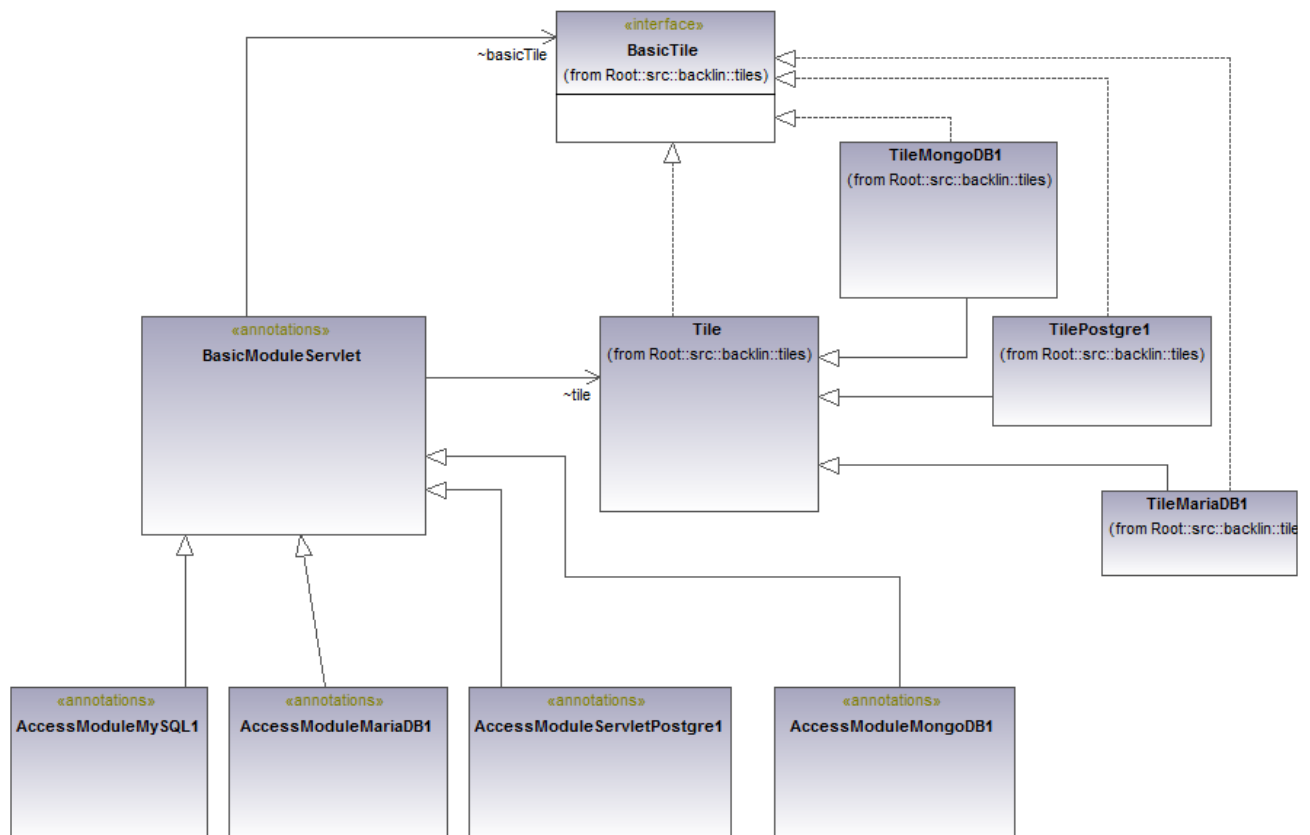 «interface»
BasicTile
(from Root::src::backlin::tiles)
~basicTile
TileMongoDB1
(from Root::src::backlin::tiles)
«annotations»
BasicModuleServlet
~tile
Tile
(from Root::src::backlin::tiles)
TilePostgre1
(from Root::src::backlin::tiles)
TileMariaDB1
(from Root::src::backlin::tile
«annotations»
AccessModuleMySQL1
«annotations»
AccessModuleMariaDB1
«annotations»
AccessModuleServletPostgre1
«annotations»
AccessModuleMongoDB1